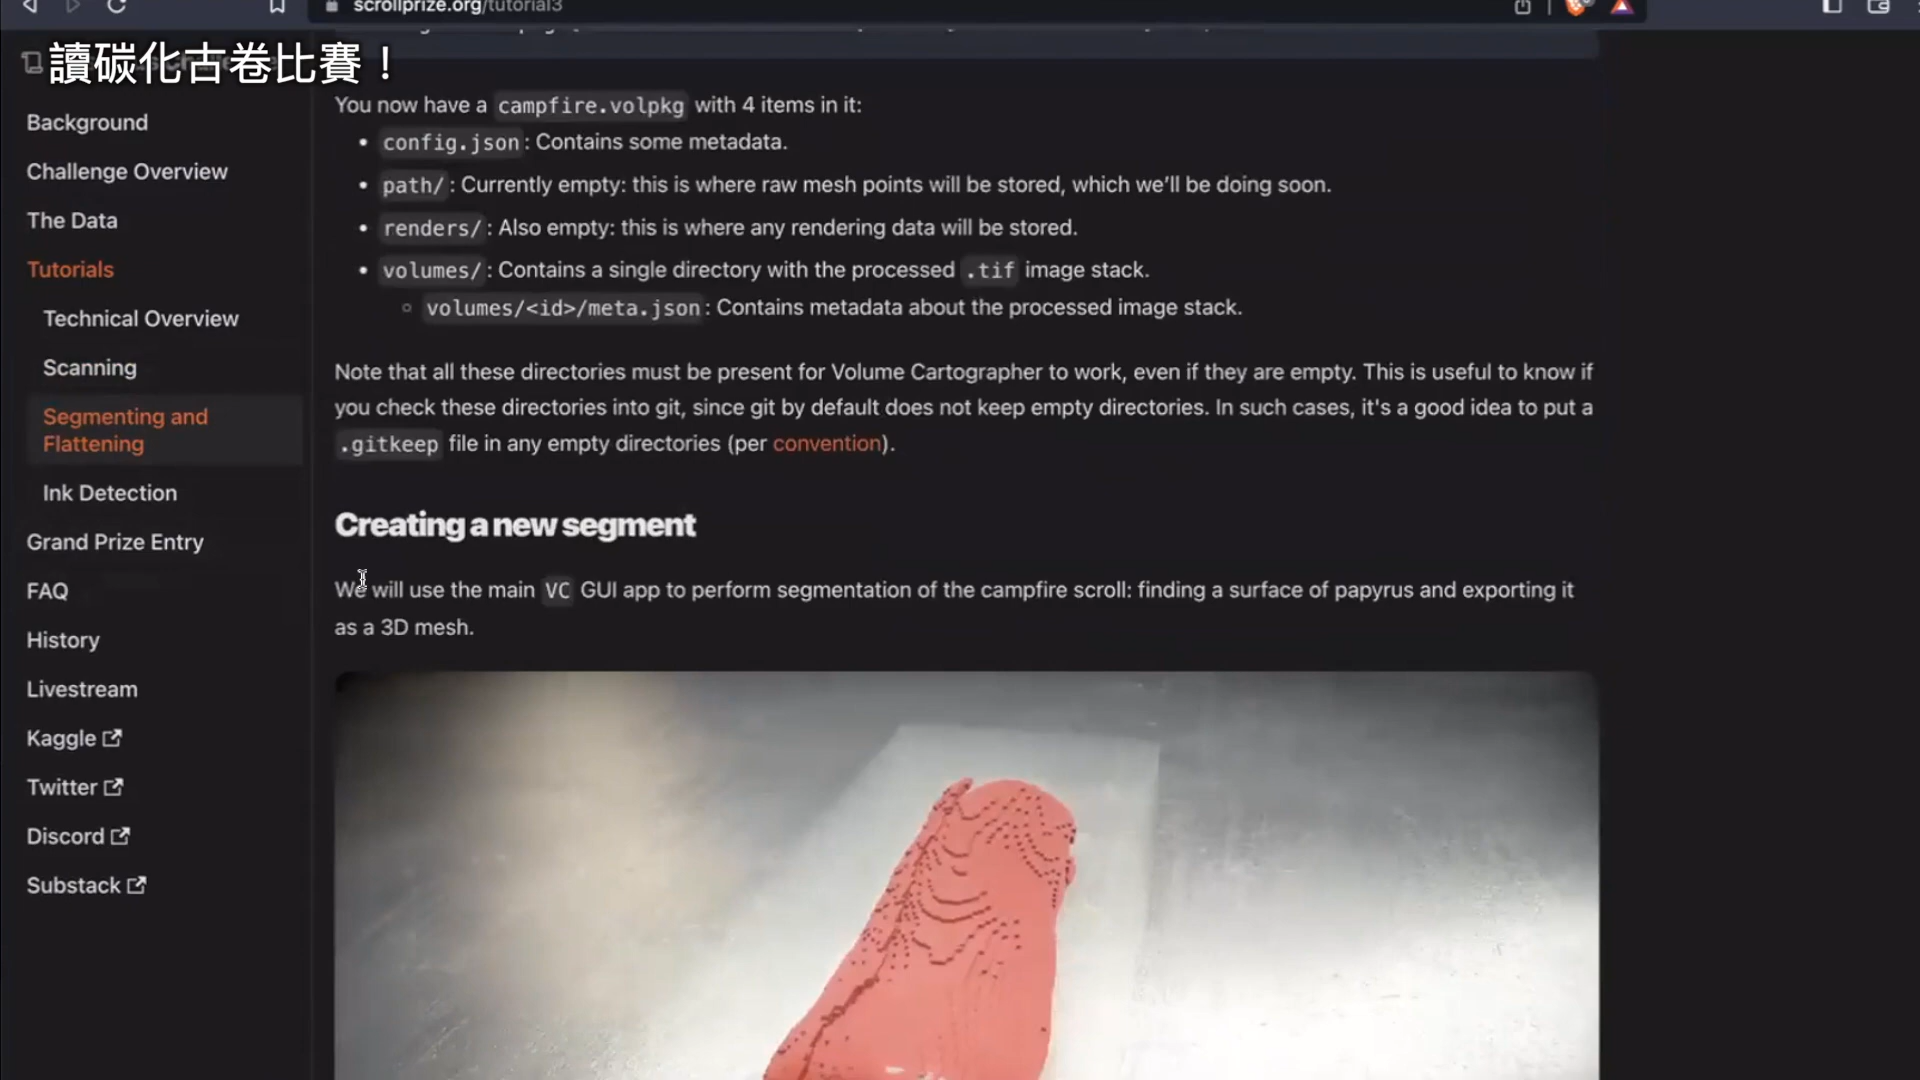 scrollprize.org/tutorial3
讀碳化古卷比賽！
Background
Challenge Overview
The Data
Tutorials
Technical Overview
Scanning
Segmenting and
Flattening
Ink Detection
Grand Prize Entry
FAQ
History
Livestream
Kaggle
Twitter
Discord
Substack
You now have a campfire.volpkg with 4 items in it:
• config.json: Contains some metadata.
• path/: Currently empty: this is where raw mesh points will be stored, which we’ll be doing soon.
• renders/: Also empty: this is where any rendering data will be stored.
• volumes/: Contains a single directory with the processed .tif image stack.
◦ volumes/<id>/meta.json: Contains metadata about the processed image stack.
Note that all these directories must be present for Volume Cartographer to work, even if they are empty. This is useful to know if
you check these directories into git, since git by default does not keep empty directories. In such cases, it's a good idea to put a
.gitkeep file in any empty directories (per convention).
Creating a new segment
We will use the main VC GUI app to perform segmentation of the campfire scroll: finding a surface of papyrus and exporting it
as a 3D mesh.